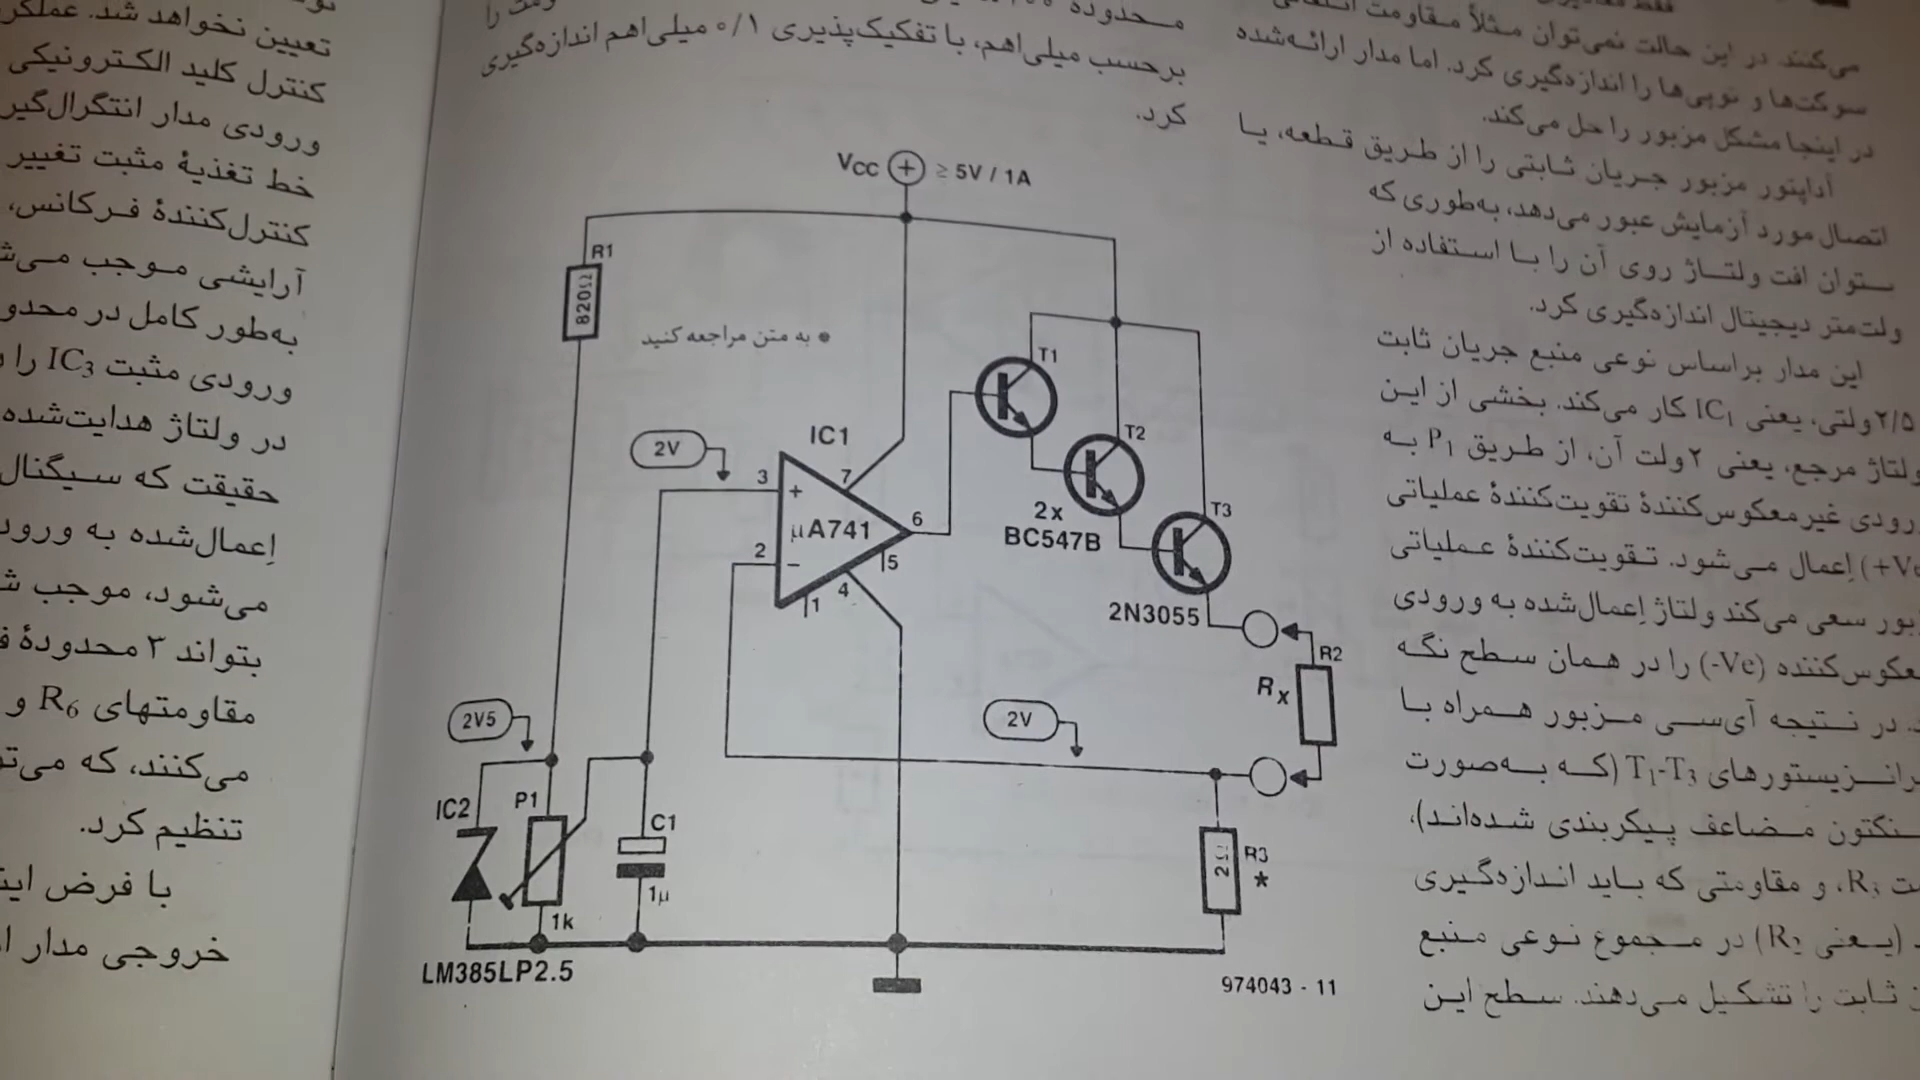 تعیین نخواهد شد. عملکر
کنترل کلید الکترونیکی
ورودی مدار انتگرال‌گیر
خط تغذیهٔ مثبت تغییر
کنترل‌کنندهٔ فرکانس،
آرایشی موجب می‌ش
به‌طور کامل در محدو
ورودی مثبت IC3 را
در ولتاژ هدایت‌شده
حقیقت که سیگنال
اِعمال‌شده به ورود
می‌شود، موجب ش
بتواند ۳ محدودهٔ ف
مقاومتهای R6 و
می‌کنند، که می‌ت
تنظیم کرد.
با فرض این
خروجی مدار ا
محدوده
برحسب میلی‌اهم، با تفکیک‌پذیری ۰/۱ میلی‌اهم اندازه‌گیری
کرد.
VCC + ≥ 5V / 1A
R1
820Ω
● به متن مراجعه کنید
T1
T2
T3
2x
BC547B
2N3055
IC1
2V
3
+
7
μA741
6
2
−
5
4
1
R2
RX
2V
2V5
IC2
P1
1k
C1
1μ
R3
*
2Ω
LM385LP2.5
974043 - 11
می‌کنند. در این حالت نمی‌توان مثلاً مقاومت
سوکت‌ها و توپی‌ها را اندازه‌گیری کرد. اما مدار ارائه‌شده
در اینجا مشکل مزبور را حل می‌کند.
آداپتور مزبور جریان ثابتی را از طریق قطعه، یا
اتصال مورد آزمایش عبور می‌دهد، به‌طوری که
بتوان افت ولتاژ روی آن را با استفاده از
ولت‌متر دیجیتال اندازه‌گیری کرد.
این مدار براساس نوعی منبع جریان ثابت
۲/۵ ولتی، یعنی IC1 کار می‌کند. بخشی از این
ولتاژ مرجع، یعنی ۲ ولت آن، از طریق P1 به
ورودی غیرمعکوس‌کنندهٔ تقویت‌کنندهٔ عملیاتی
(+Ve) اِعمال می‌شود. تقویت‌کنندهٔ عملیاتی
بور سعی می‌کند ولتاژ اِعمال‌شده به ورودی
معکوس‌کننده (-Ve) را در همان سطح نگه
د. در نتیجه آی‌سی مزبور همراه با
رانزیستورهای T1-T3 (که به‌صورت
نگتون مضاعف پیکربندی شده‌اند)،
ت R3، و مقاومتی که باید اندازه‌گیری
د (یعنی R2) در مجموع نوعی منبع
ن ثابت را تشکیل می‌دهند. سطح این